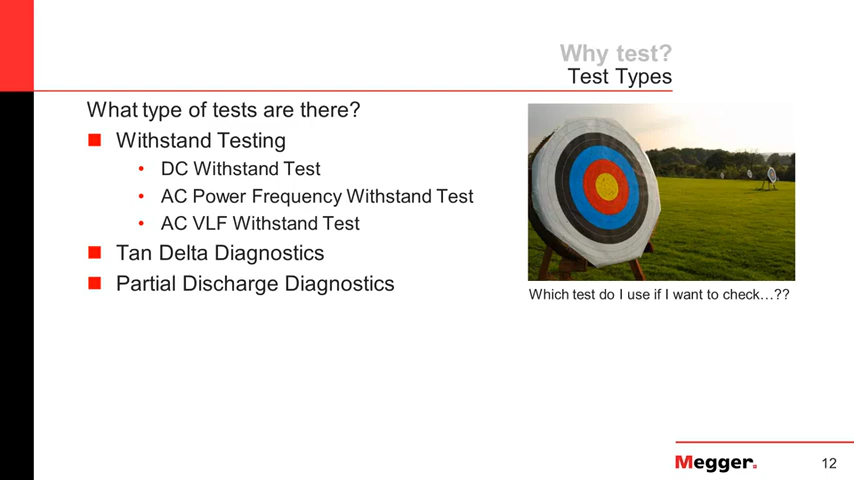 Why test?
Test Types
What type of tests are there?
Withstand Testing
DC Withstand Test
AC Power Frequency Withstand Test
AC VLF Withstand Test
Tan Delta Diagnostics
Partial Discharge Diagnostics
Which test do I use if I want to check…??
Megger.
12